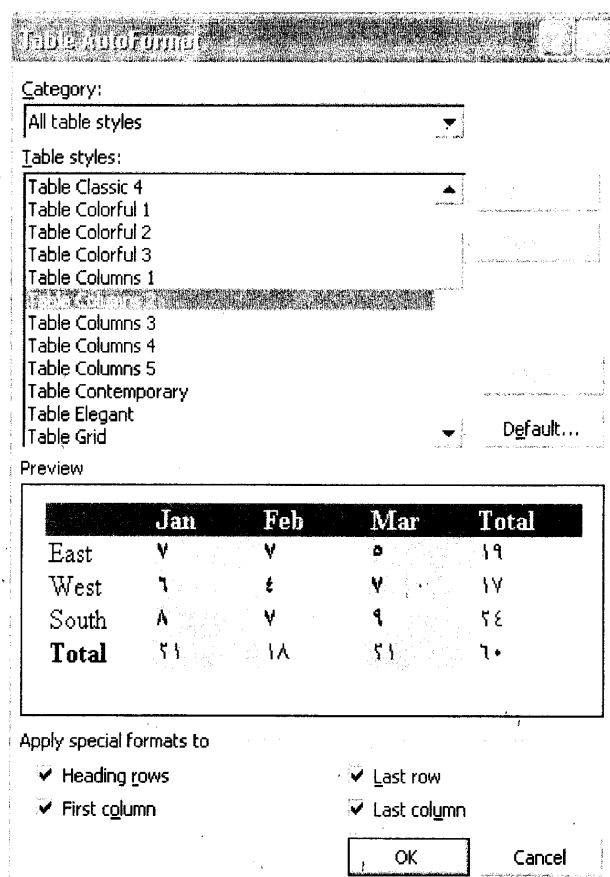 Table AutoFormat
Category:
All table styles
Table styles:
Table Classic 4
Table Colorful 1
Table Colorful 2
Table Colorful 3
Table Columns 1
Table Columns 2
Table Columns 3
Table Columns 4
Table Columns 5
Table Contemporary
Table Elegant
Table Grid
Default...
Preview
Jan Feb Mar Total
East ٧ ٧ ٥ ١٩
West ٦ ٤ ٧ ١٧
South ٨ ٧ ٩ ٢٤
Total ٢١ ١٨ ٢١ ٦٠
Apply special formats to
Heading rows Last row
First column Last column
OK Cancel